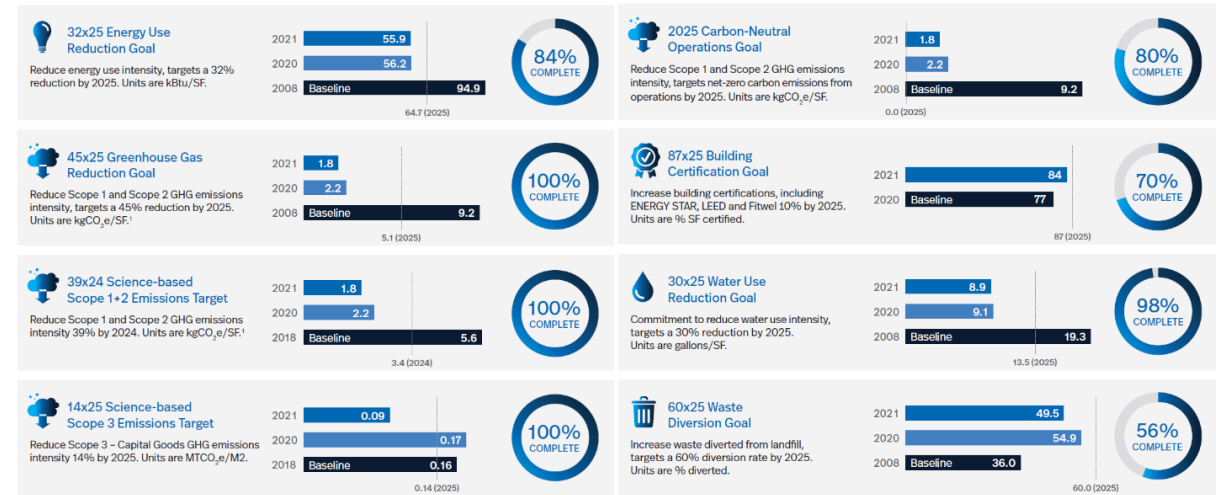 32x25 Energy Use
Reduction Goal
Reduce energy use intensity, targets a 32%
reduction by 2025. Units are kBtu/SF.
2021 55.9
2020 56.2
2008 Baseline 94.9
64.7 (2025)
84%
COMPLETE
2025 Carbon-Neutral
Operations Goal
Reduce Scope 1 and Scope 2 GHG emissions
intensity, targets net-zero carbon emissions from
operations by 2025. Units are kgCO₂e/SF.
2021 1.8
2020 2.2
2008 Baseline 9.2
0.0 (2025)
80%
COMPLETE
45x25 Greenhouse Gas
Reduction Goal
Reduce Scope 1 and Scope 2 GHG emissions
intensity, targets a 45% reduction by 2025.
Units are kgCO₂e/SF.¹
2021 1.8
2020 2.2
2008 Baseline 9.2
5.1 (2025)
100%
COMPLETE
87x25 Building
Certification Goal
Increase building certifications, including
ENERGY STAR, LEED and Fitwel 10% by 2025.
Units are % SF certified.
2021 84
2020 Baseline 77
87 (2025)
70%
COMPLETE
39x24 Science-based
Scope 1+2 Emissions Target
Reduce Scope 1 and Scope 2 GHG emissions
intensity 39% by 2024. Units are kgCO₂e/SF.¹
2021 1.8
2020 2.2
2018 Baseline 5.6
3.4 (2024)
100%
COMPLETE
30x25 Water Use
Reduction Goal
Commitment to reduce water use intensity,
targets a 30% reduction by 2025.
Units are gallons/SF.
2021 8.9
2020 9.1
2008 Baseline 19.3
13.5 (2025)
98%
COMPLETE
14x25 Science-based
Scope 3 Emissions Target
Reduce Scope 3 – Capital Goods GHG emissions
intensity 14% by 2025. Units are MTCO₂e/M2.
2021 0.09
2020 0.17
2018 Baseline 0.16
0.14 (2025)
100%
COMPLETE
60x25 Waste
Diversion Goal
Increase waste diverted from landfill,
targets a 60% diversion rate by 2025.
Units are % diverted.
2021 49.5
2020 54.9
2008 Baseline 36.0
60.0 (2025)
56%
COMPLETE